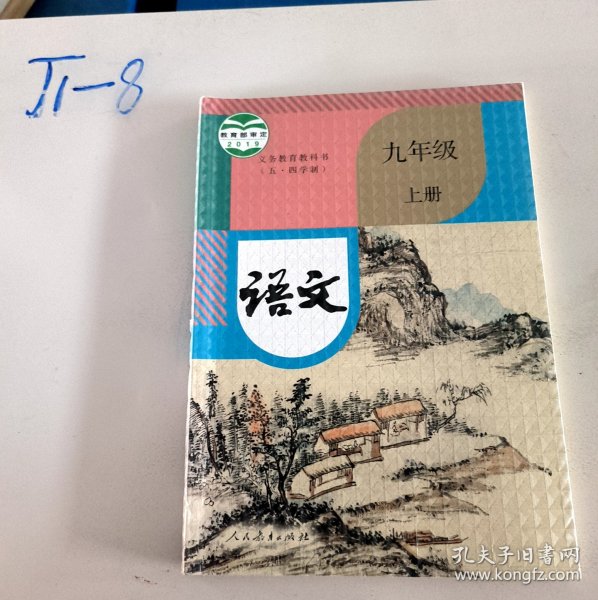 JT-8
教育部审定
2019
义务教育教科书
（五·四学制）
九年级
上册
语文
人民教育出版社
孔夫子旧书网
www.kongfz.com